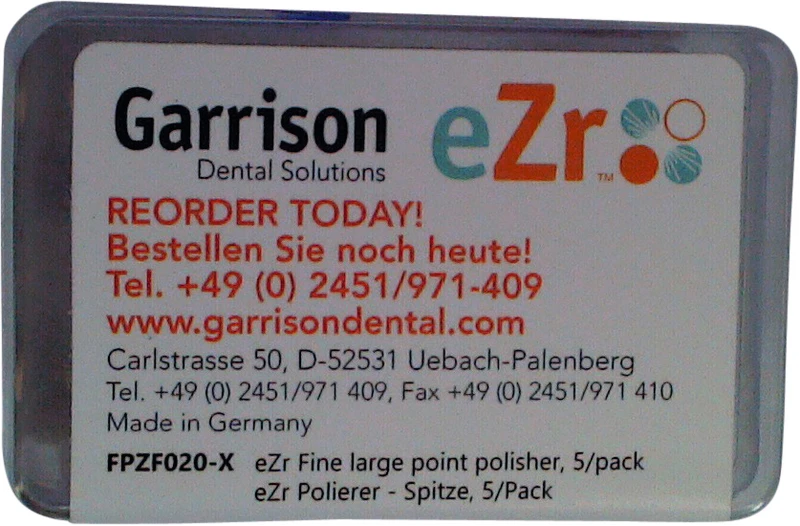 Garrison
Dental Solutions
eZr™
REORDER TODAY!
Bestellen Sie noch heute!
Tel. +49 (0) 2451/971-409
www.garrisondental.com
Carlstrasse 50, D-52531 Uebach-Palenberg
Tel. +49 (0) 2451/971 409, Fax +49 (0) 2451/971 410
Made in Germany
FPZF020-X eZr Fine large point polisher, 5/pack
eZr Polierer - Spitze, 5/Pack